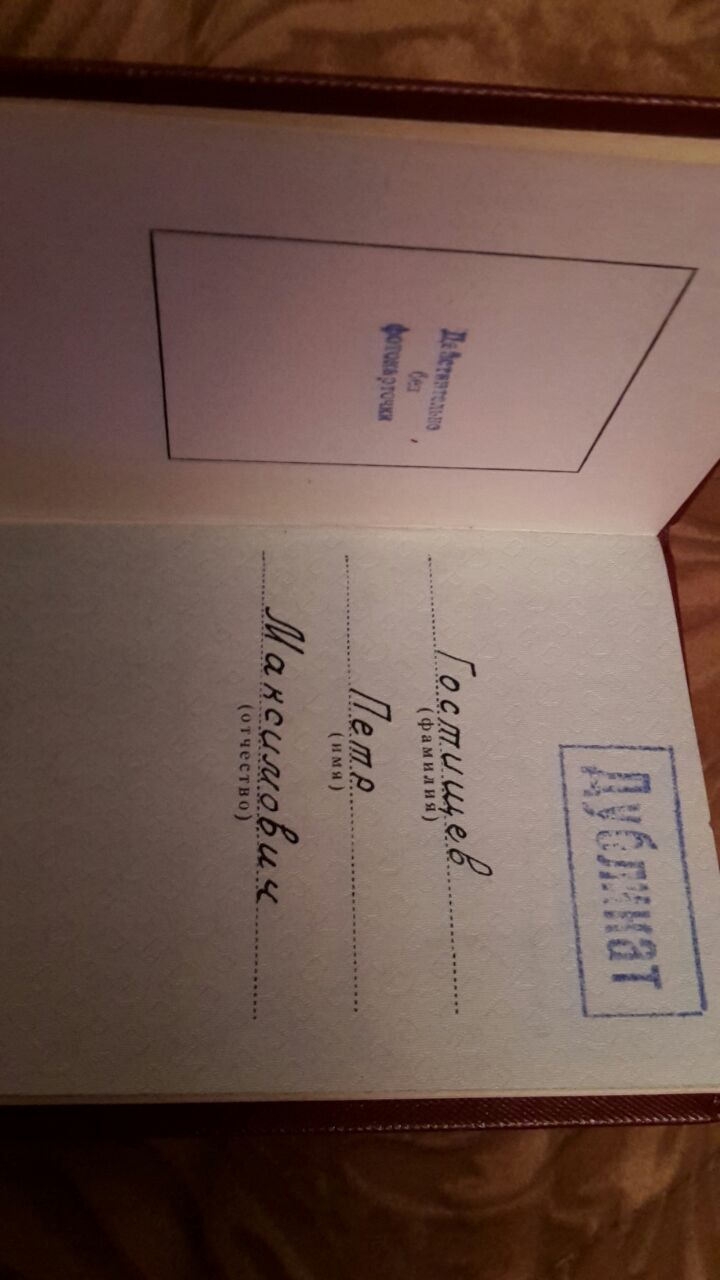 Действительно
без
фотокарточки
Дубликат
Гостищев
(фамилия)
Петр
(имя)
Максимович
(отчество)